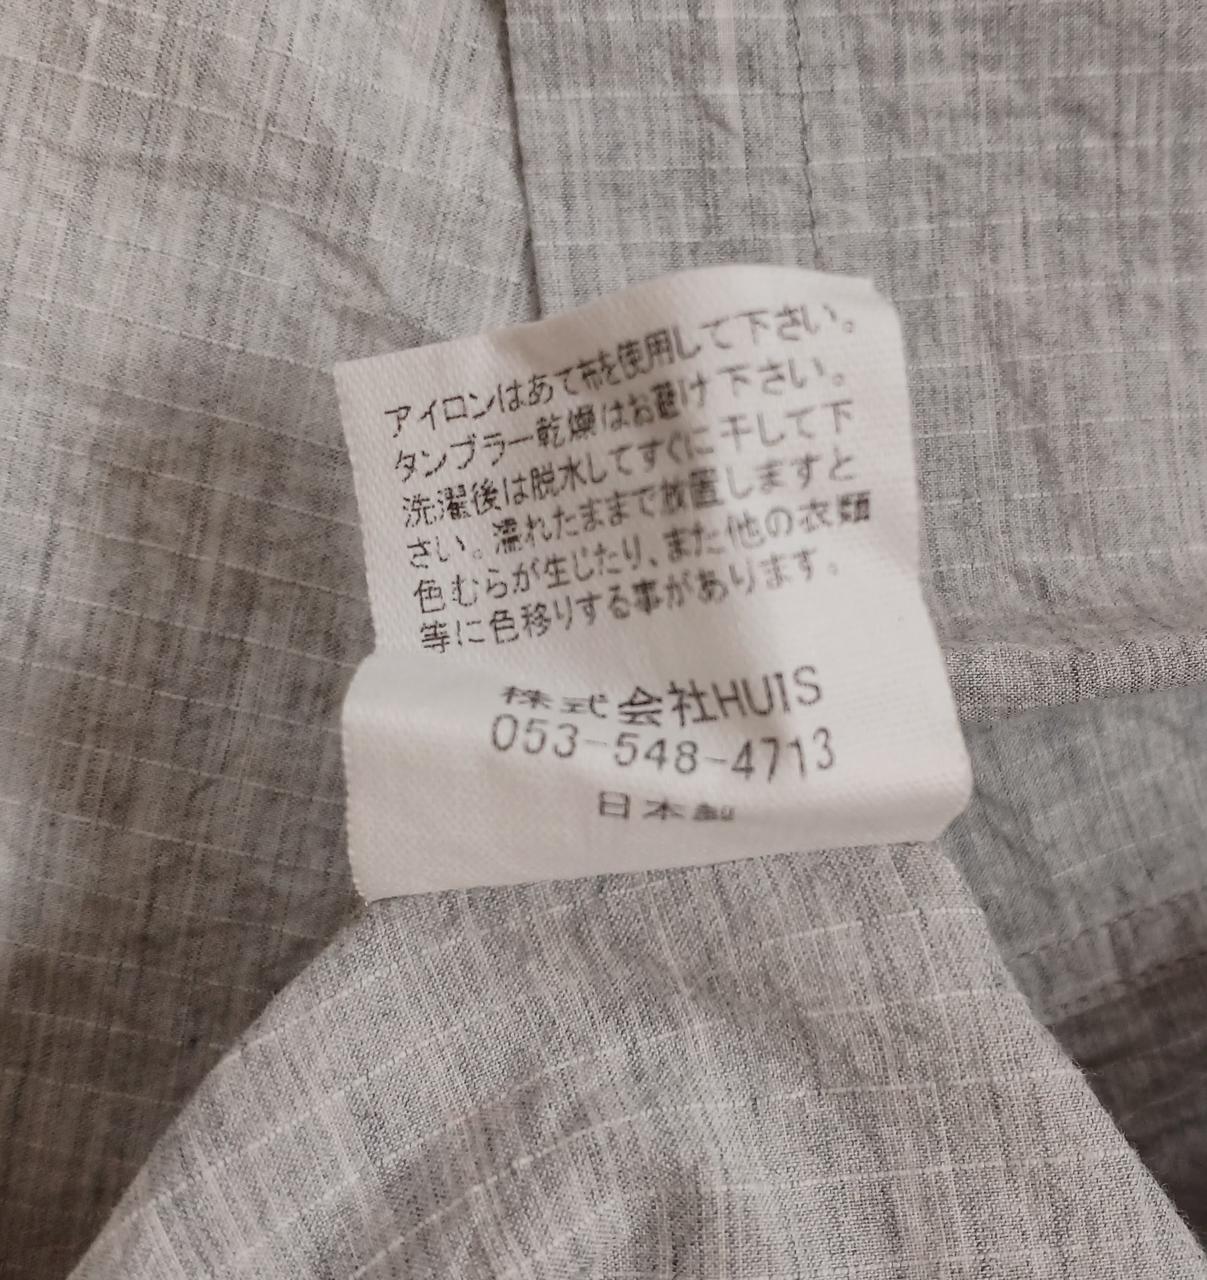 アイロンはあて布を使用して下さい。
タンブラー乾燥はお避け下さい。
洗濯後は脱水してすぐに干して下
さい。濡れたままで放置しますと
色むらが生じたり、また他の衣類
等に色移りする事があります。
株式会社HUIS
053-548-4713
日本製